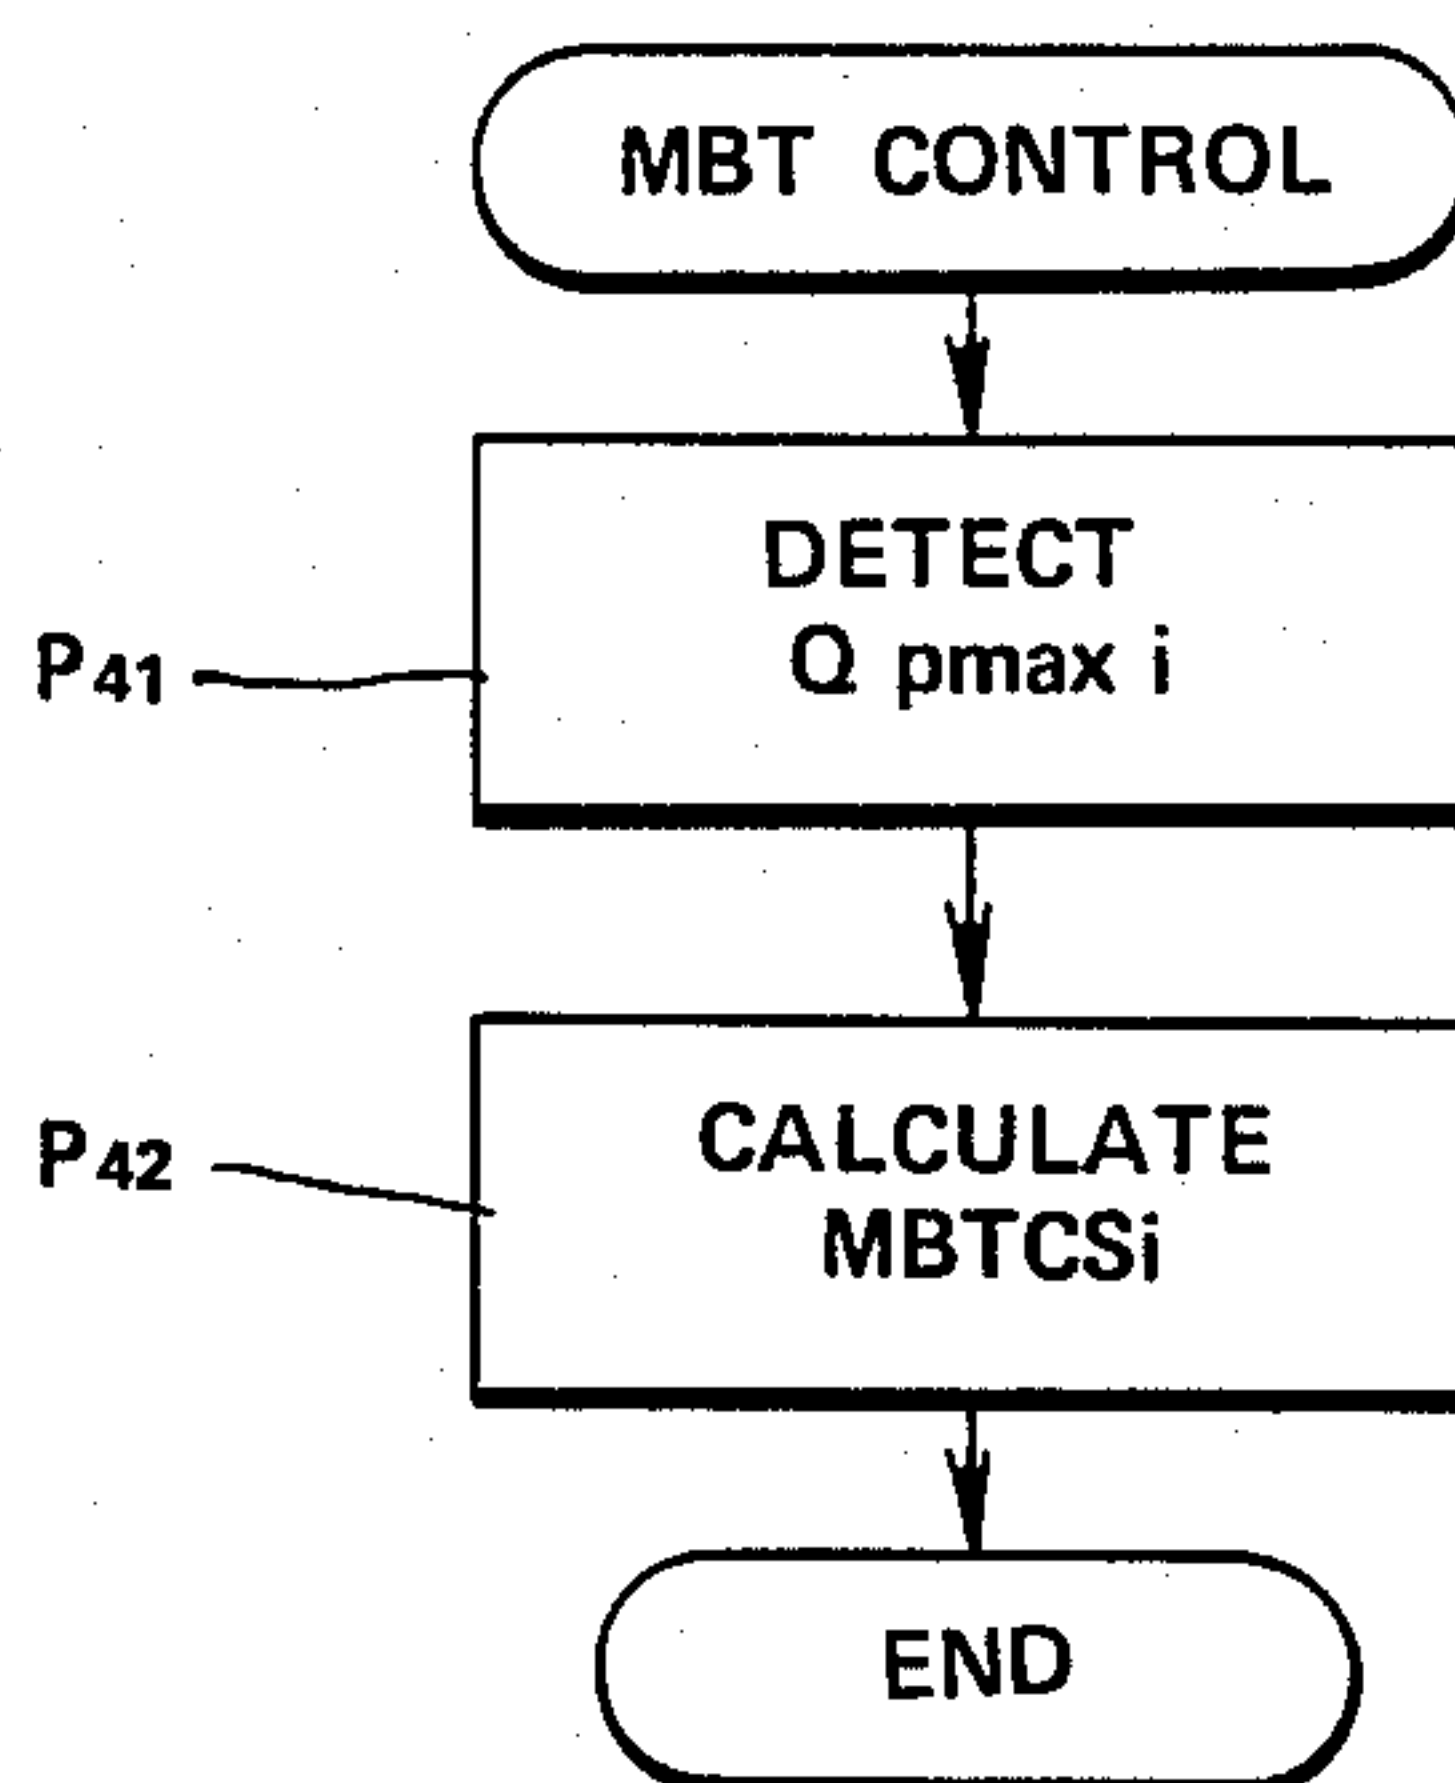 MBT CONTROL
DETECT
Q pmax i
P41
CALCULATE
MBTCSi
P42
END